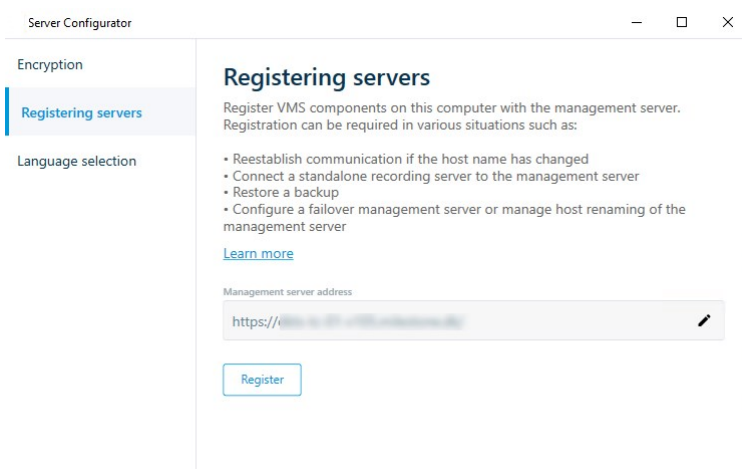 Server Configurator
Encryption
Registering servers
Language selection
Registering servers
Register VMS components on this computer with the management server.
Registration can be required in various situations such as:
• Reestablish communication if the host name has changed
• Connect a standalone recording server to the management server
• Restore a backup
• Configure a failover management server or manage host renaming of the
management server
Learn more
Management server address
https://
Register